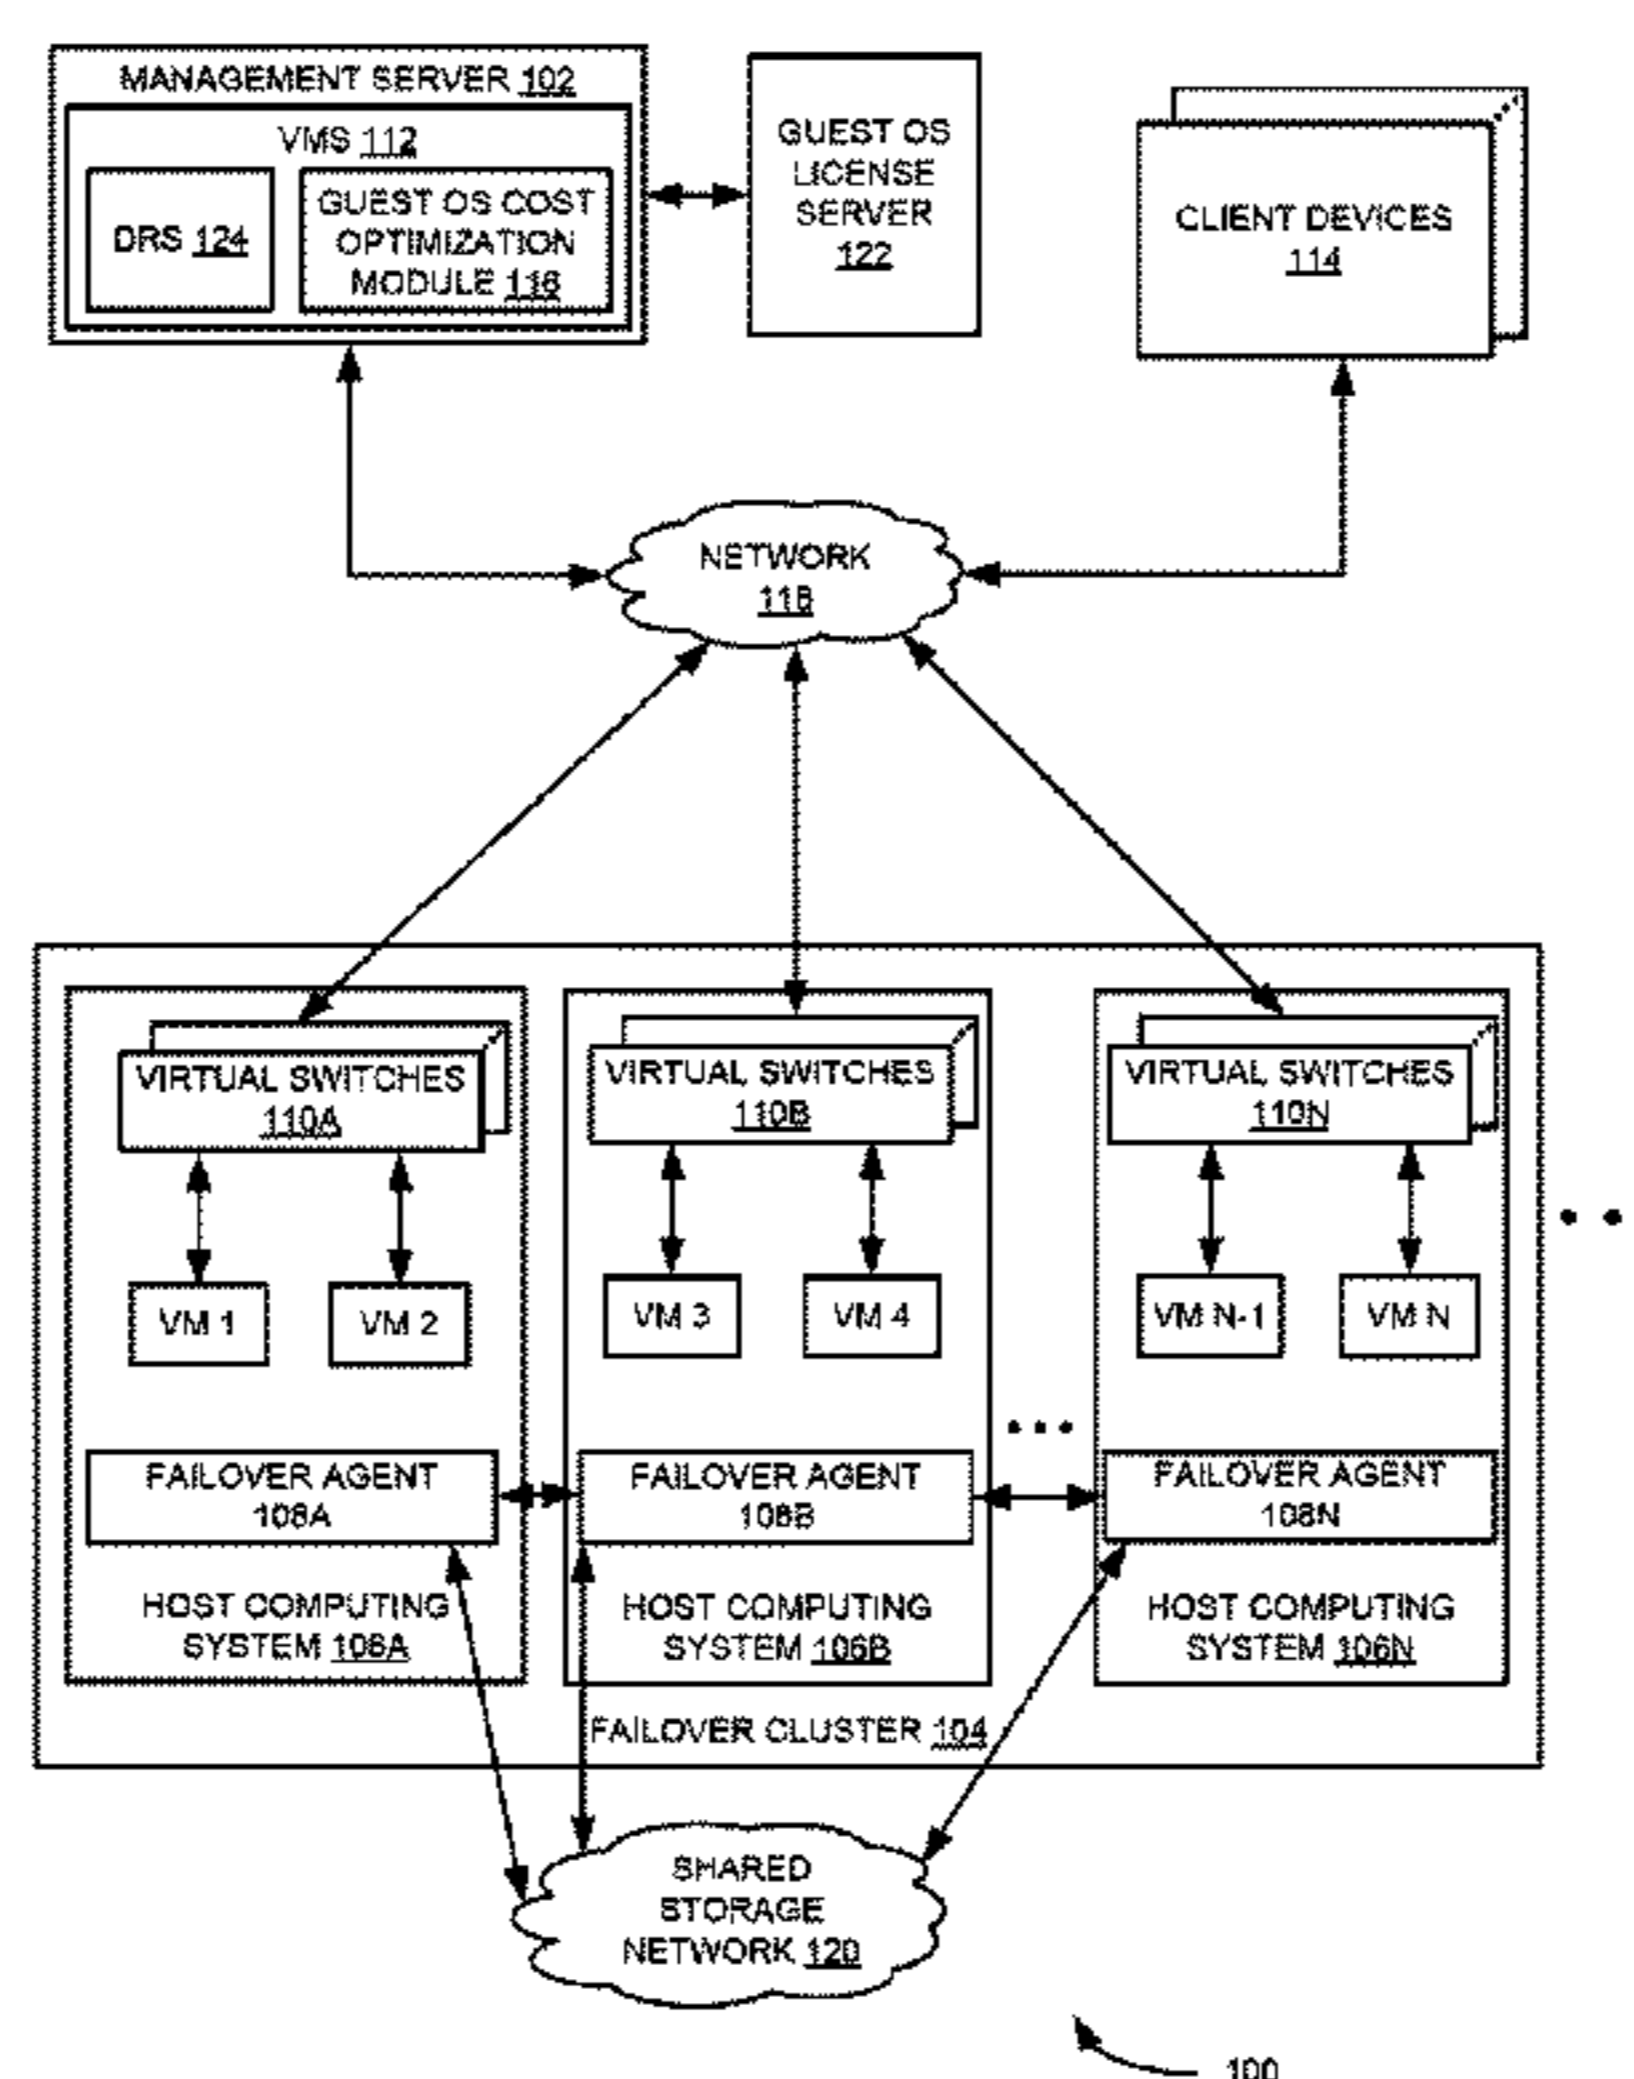 MANAGEMENT SERVER 102
VMS 112
DRS 124
GUEST OS COST
OPTIMIZATION
MODULE 116
GUEST OS
LICENSE
SERVER
122
CLIENT DEVICES
114
NETWORK
118
VIRTUAL SWITCHES
110A
VIRTUAL SWITCHES
110B
VIRTUAL SWITCHES
110N
VM 1
VM 2
VM 3
VM 4
VM N-1
VM N
FAILOVER AGENT
108A
FAILOVER AGENT
108B
FAILOVER AGENT
108N
HOST COMPUTING
SYSTEM 106A
HOST COMPUTING
SYSTEM 106B
HOST COMPUTING
SYSTEM 106N
FAILOVER CLUSTER 104
SHARED
STORAGE
NETWORK 120
100